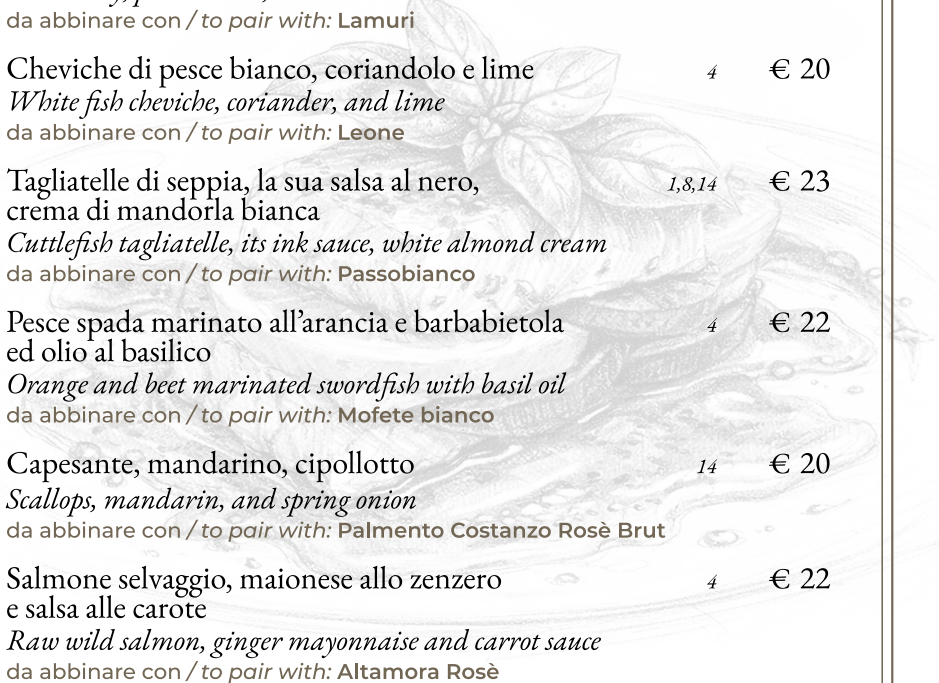 da abbinare con / to pair with: Lamuri
Cheviche di pesce bianco, coriandolo e lime 4 € 20
White fish cheviche, coriander, and lime
da abbinare con / to pair with: Leone
Tagliatelle di seppia, la sua salsa al nero, 1,8,14 € 23
crema di mandorla bianca
Cuttlefish tagliatelle, its ink sauce, white almond cream
da abbinare con / to pair with: Passobianco
Pesce spada marinato all’arancia e barbabietola 4 € 22
ed olio al basilico
Orange and beet marinated swordfish with basil oil
da abbinare con / to pair with: Mofete bianco
Capesante, mandarino, cipollotto 14 € 20
Scallops, mandarin, and spring onion
da abbinare con / to pair with: Palmento Costanzo Rosè Brut
Salmone selvaggio, maionese allo zenzero 4 € 22
e salsa alle carote
Raw wild salmon, ginger mayonnaise and carrot sauce
da abbinare con / to pair with: Altamora Rosè